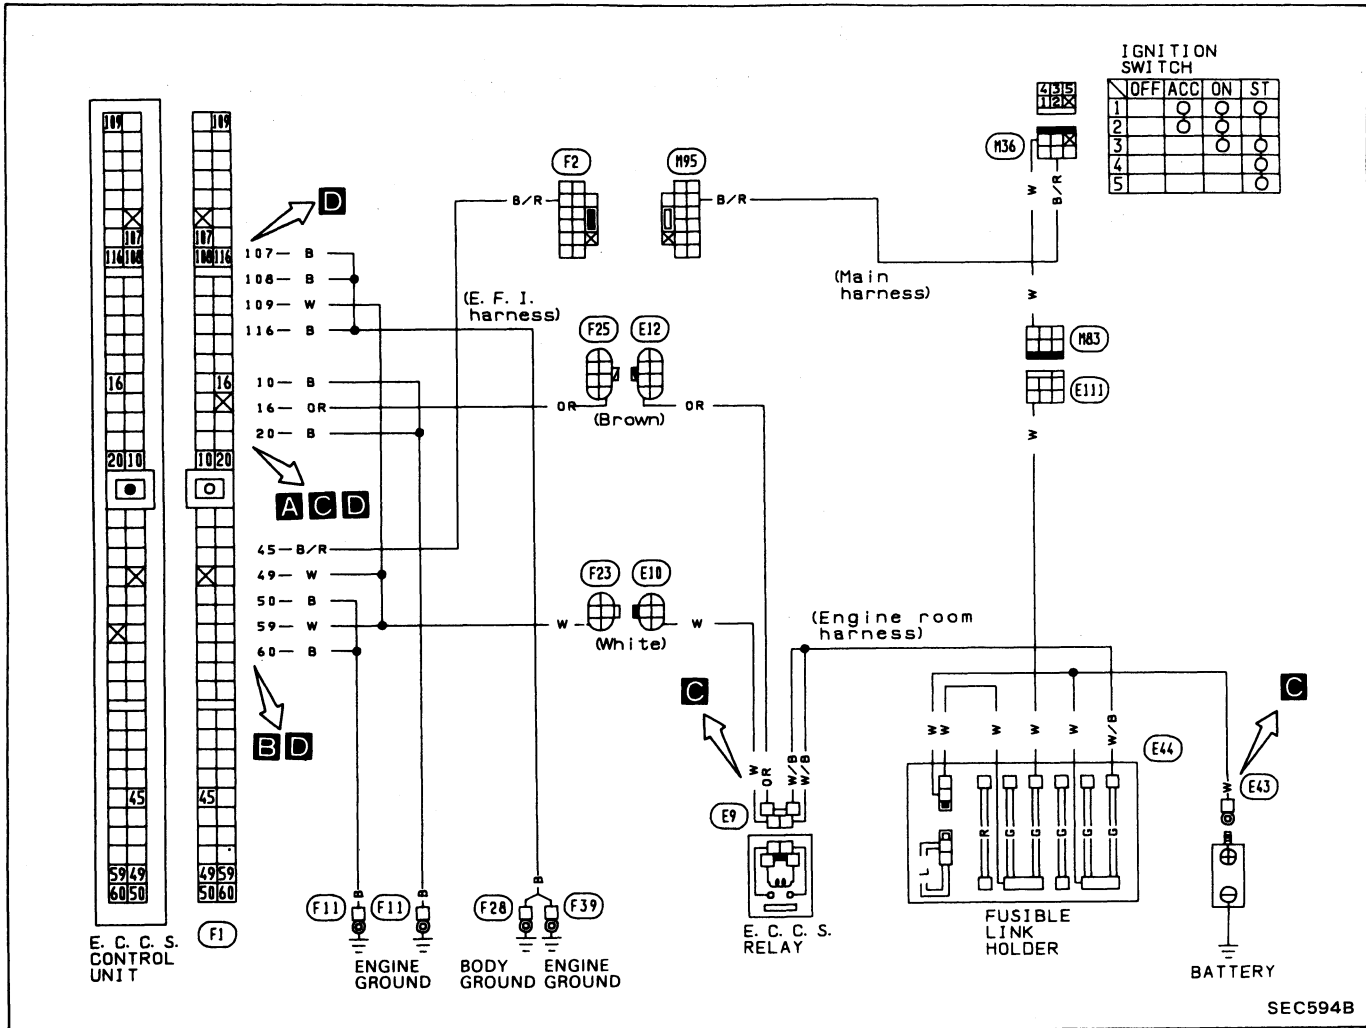 IGNITION
SWITCH
OFF ACC ON ST
1
2
3
4
5
4 3 5
1 2
M36
W
B/R
109
107
116 108
16
20 10
45
59 49
60 50
109
107
108 116
16
10 20
45
49 59
50 60
E. C. C. S.
CONTROL
UNIT
F1
D
107 B
108 B
109 W
116 B
10 B
16 OR
20 B
A C D
45 B/R
49 W
50 B
59 W
60 B
B D
F2
M95
B/R
B/R
(E. F. I.
harness)
(Main
harness)
F25
E12
OR
OR
(Brown)
W
M83
E111
W
F23
E10
W
W
(White)
(Engine room
harness)
C
W
OR
W/B
W/B
E9
E. C. C. S.
RELAY
W
W
W
W
W
W/B
E44
R
G
G
G
G
L
FUSIBLE
LINK
HOLDER
C
W
E43
BATTERY
B
B
B
F11
F11
F28
F39
ENGINE
GROUND
BODY
GROUND
ENGINE
GROUND
SEC594B